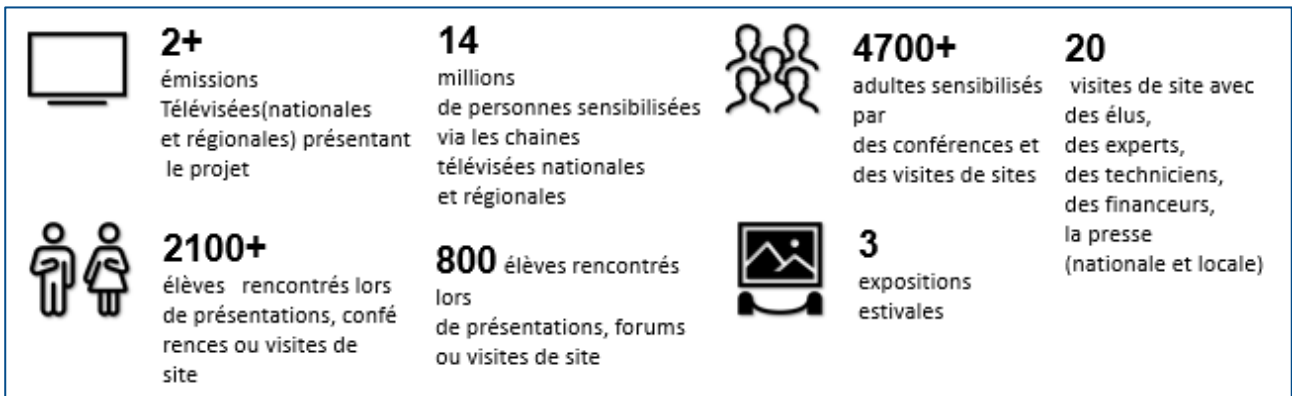 2+
émissions
Télévisées(nationales
et régionales) présentant
le projet
14
millions
de personnes sensibilisées
via les chaines
télévisées nationales
et régionales
4700+
adultes sensibilisés
par
des conférences et
des visites de sites
20
visites de site avec
des élus,
des experts,
des techniciens,
des financeurs,
la presse
(nationale et locale)
2100+
élèves rencontrés lors
de présentations, confé
rences ou visites de
site
800 élèves rencontrés
lors
de présentations, forums
ou visites de site
3
expositions
estivales